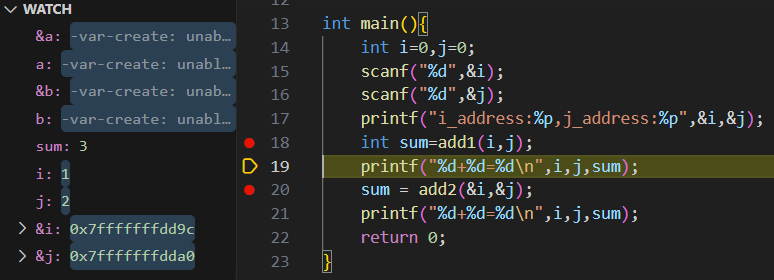 WATCH
&a: -var-create: unab…
a: -var-create: unabl…
&b: -var-create: unab…
b: -var-create: unabl…
sum: 3
i: 1
j: 2
&i: 0x7fffffffdd9c
&j: 0x7fffffffdda0
12
13 int main(){
14 int i=0,j=0;
15 scanf("%d",&i);
16 scanf("%d",&j);
17 printf("i_address:%p,j_address:%p",&i,&j);
18 int sum=add1(i,j);
19 printf("%d+%d=%d\n",i,j,sum);
20 sum = add2(&i,&j);
21 printf("%d+%d=%d\n",i,j,sum);
22 return 0;
23 }